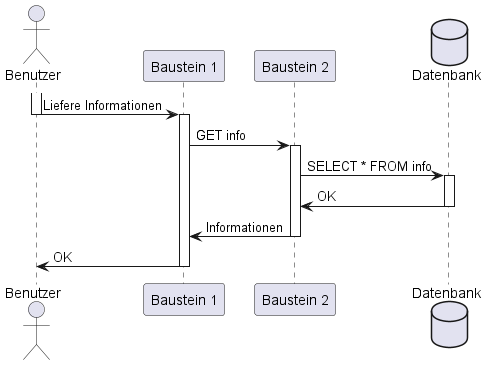 Benutzer
Baustein 1
Baustein 2
Datenbank
Liefere Informationen
GET info
SELECT * FROM info
OK
Informationen
OK
Benutzer
Baustein 1
Baustein 2
Datenbank